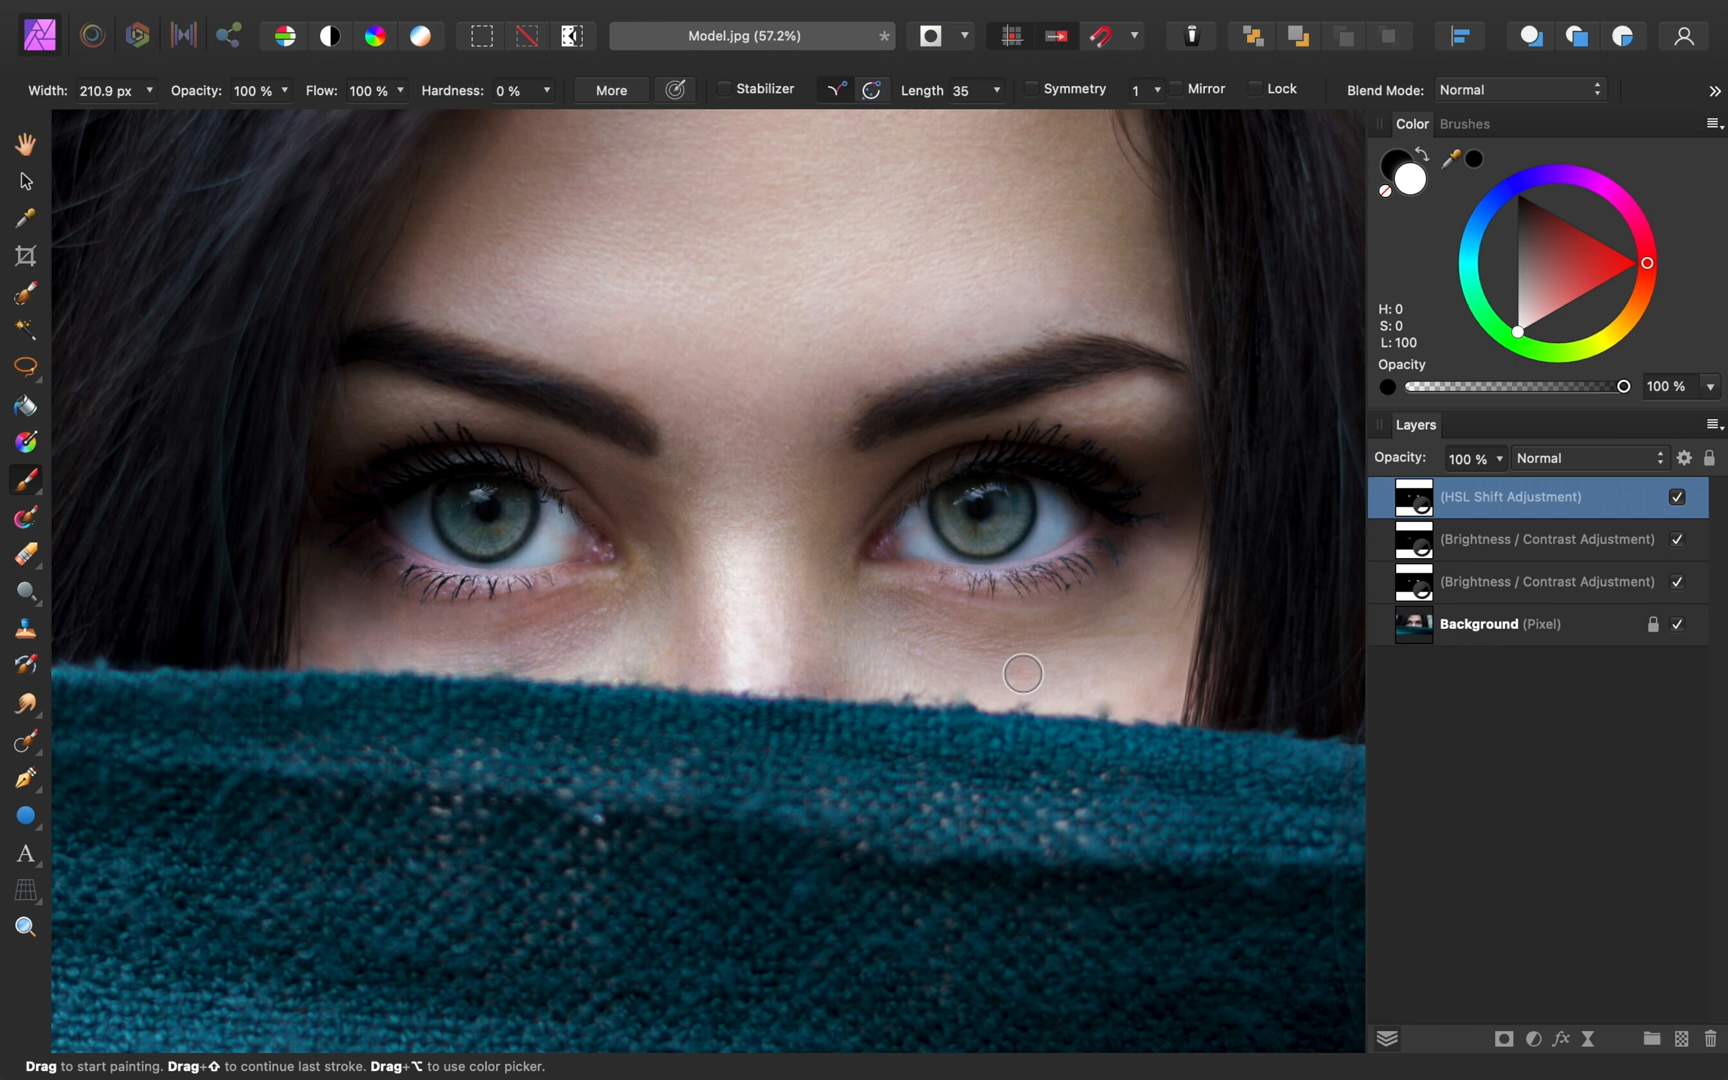 Model.jpg (57.2%) *
Width: 210.9 px Opacity: 100 % Flow: 100 % Hardness: 0 % More Stabilizer Length 35 Symmetry 1 Mirror Lock Blend Mode: Normal »
Color Brushes
H: 0
S: 0
L: 100
Opacity
100 %
Layers
Opacity: 100 % Normal
(HSL Shift Adjustment)
(Brightness / Contrast Adjustment)
(Brightness / Contrast Adjustment)
Background (Pixel)
A
fx
Drag to start painting. Drag+⇧ to continue last stroke. Drag+⌥ to use color picker.